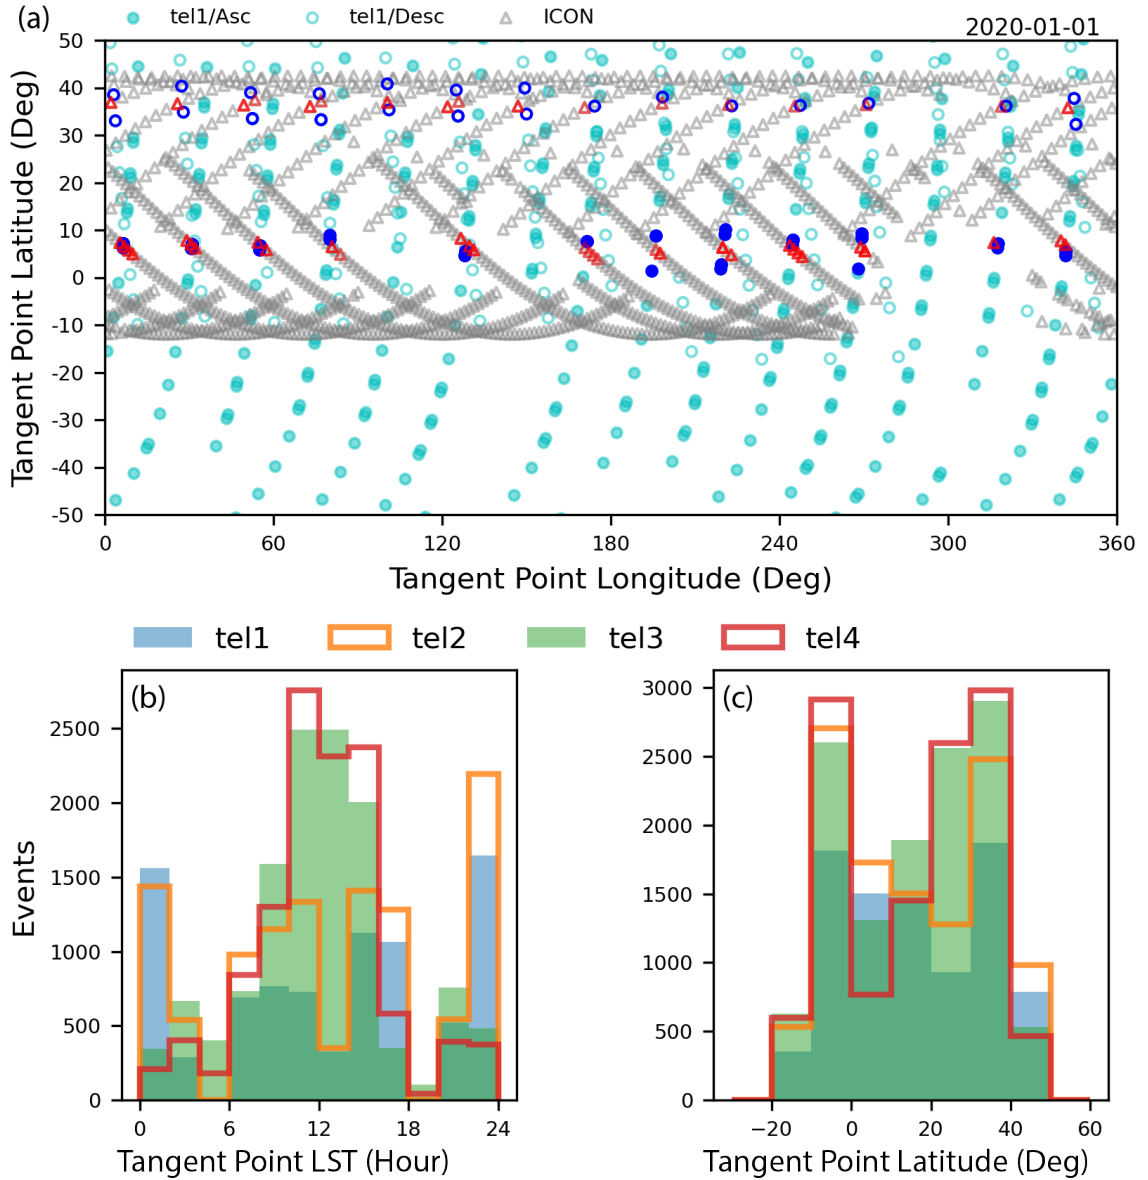 (a)
tel1/Asc tel1/Desc ICON
2020-01-01
50
40
30
20
10
0
-10
-20
-30
-40
-50
Tangent Point Latitude (Deg)
0 60 120 180 240 300 360
Tangent Point Longitude (Deg)
tel1 tel2 tel3 tel4
(b)
2500
2000
1500
1000
500
0
Events
0 6 12 18 24
Tangent Point LST (Hour)
(c)
3000
2500
2000
1500
1000
500
0
−20 0 20 40 60
Tangent Point Latitude (Deg)